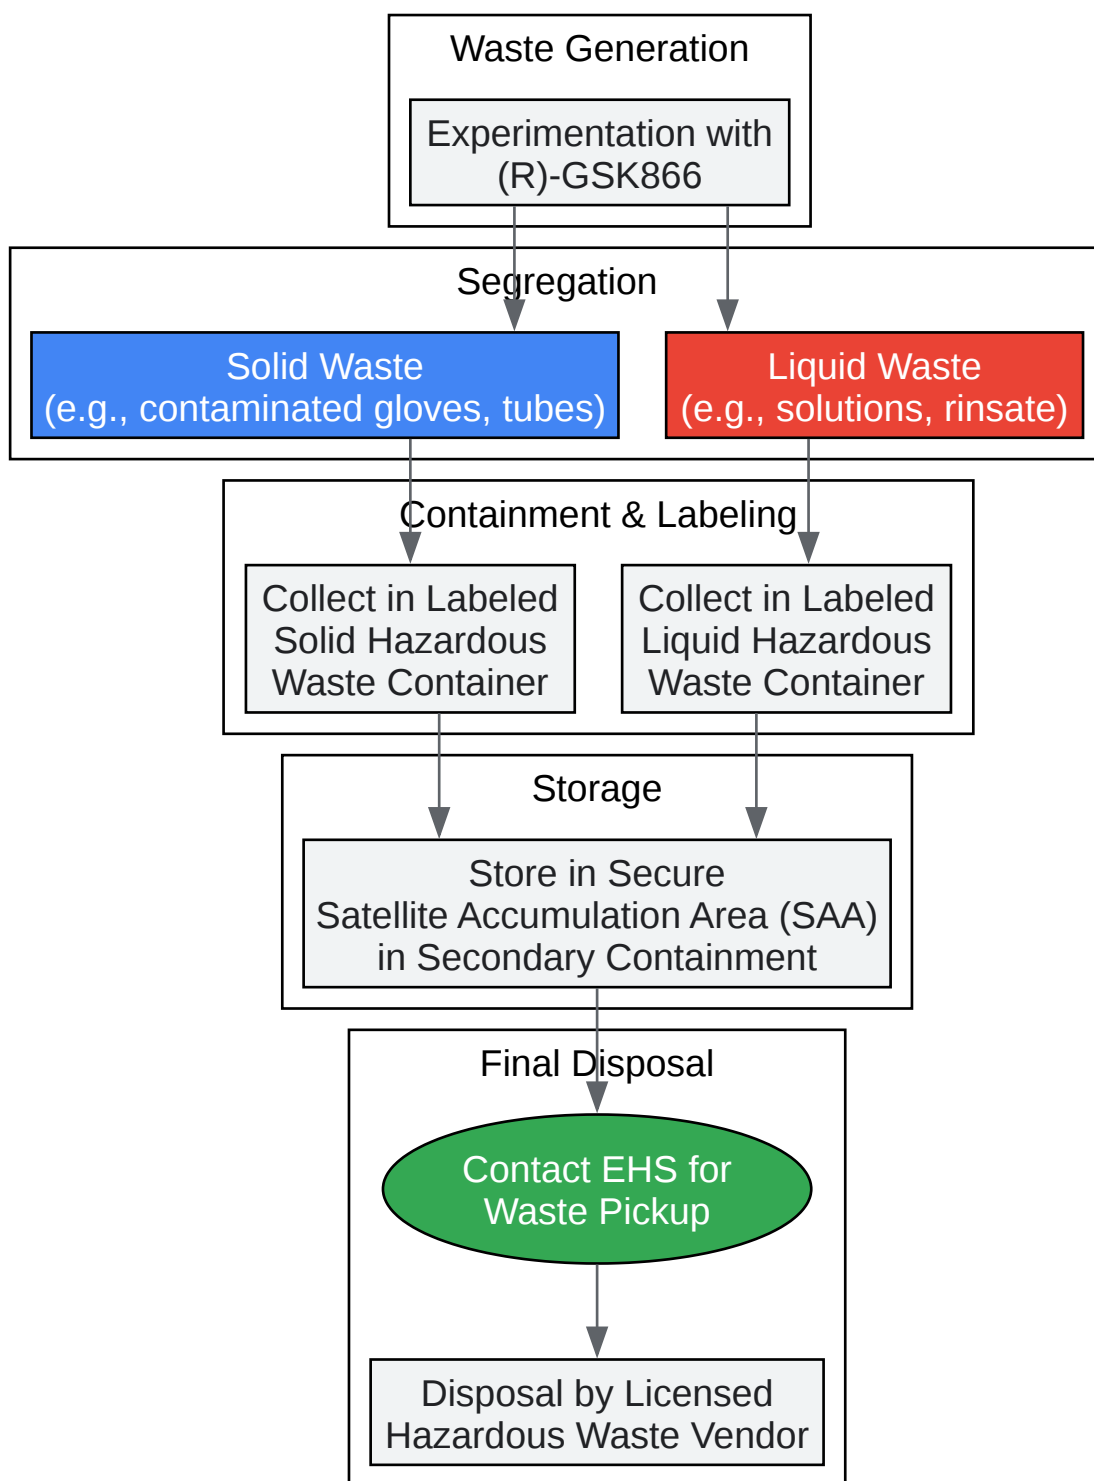 Waste Generation
Experimentation with
(R)-GSK866
Segregation
Solid Waste
(e.g., contaminated gloves, tubes)
Liquid Waste
(e.g., solutions, rinsate)
Containment & Labeling
Collect in Labeled
Solid Hazardous
Waste Container
Collect in Labeled
Liquid Hazardous
Waste Container
Storage
Store in Secure
Satellite Accumulation Area (SAA)
in Secondary Containment
Final Disposal
Contact EHS for
Waste Pickup
Disposal by Licensed
Hazardous Waste Vendor